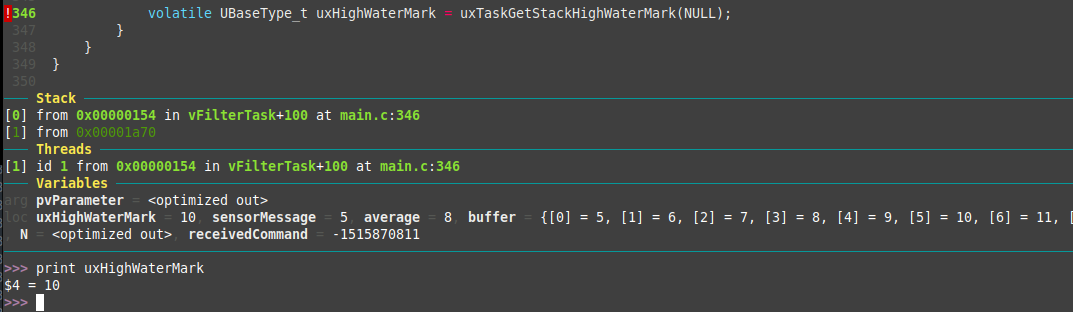 !346 volatile UBaseType_t uxHighWaterMark = uxTaskGetStackHighWaterMark(NULL);
347 }
348 }
349 }
350
Stack
[0] from 0x00000154 in vFilterTask+100 at main.c:346
[1] from 0x00001a70
Threads
[1] id 1 from 0x00000154 in vFilterTask+100 at main.c:346
Variables
arg pvParameter = <optimized out>
loc uxHighWaterMark = 10, sensorMessage = 5, average = 8, buffer = {[0] = 5, [1] = 6, [2] = 7, [3] = 8, [4] = 9, [5] = 10, [6] = 11, [
, N = <optimized out>, receivedCommand = -1515870811
>>> print uxHighWaterMark
$4 = 10
>>>